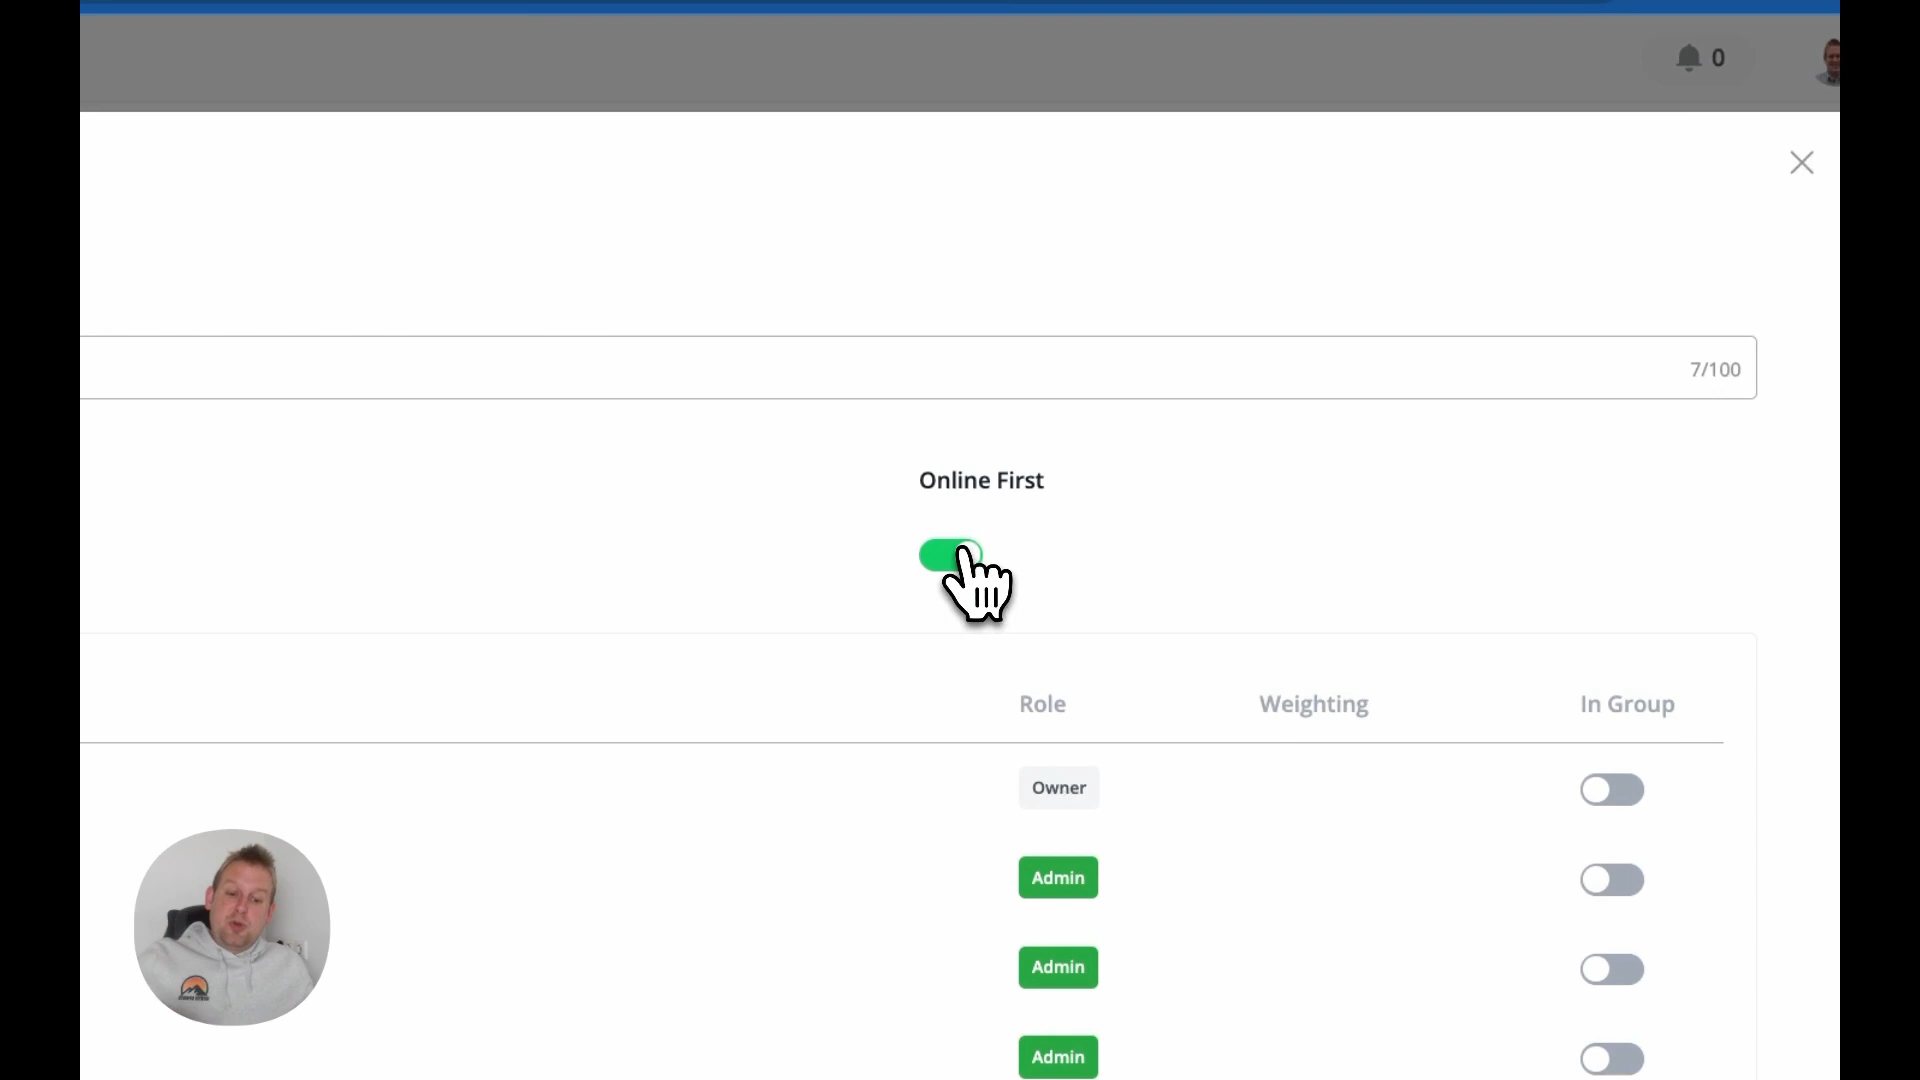 0
7/100
Online First
Role Weighting In Group
Owner
Admin
Admin
Admin